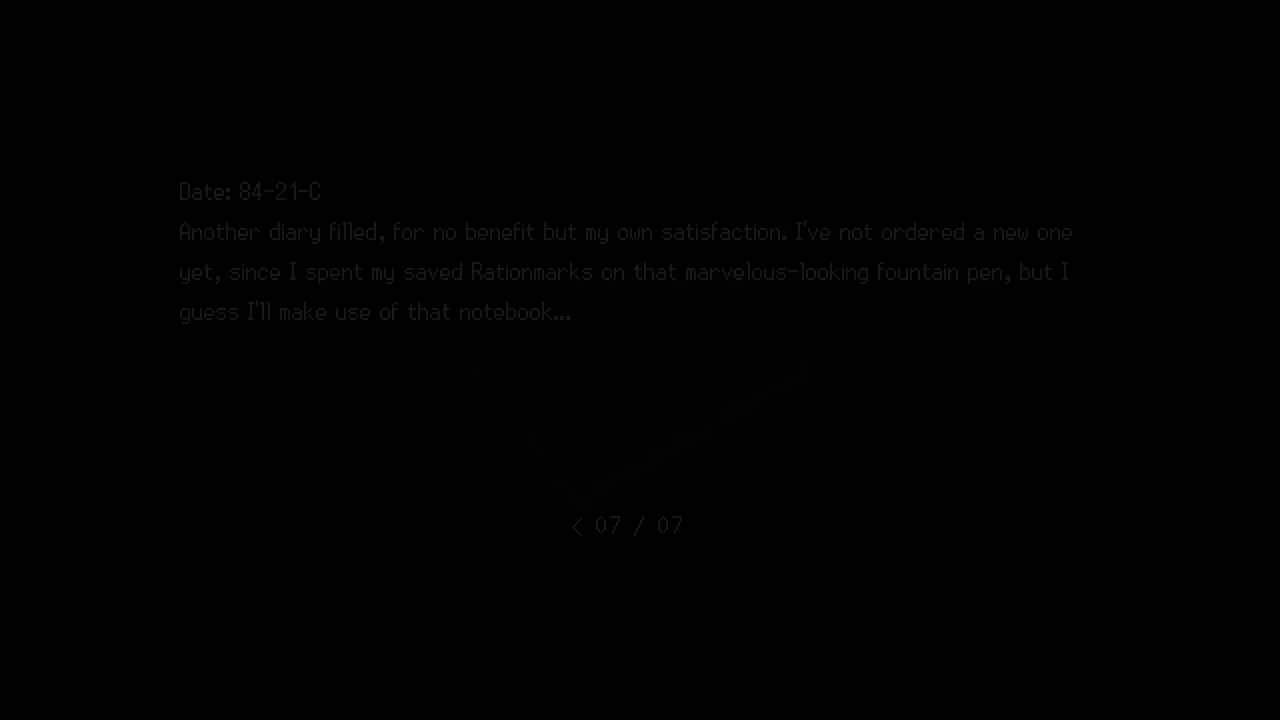 Date: 84-21-C
Another diary filled, for no benefit but my own satisfaction. I've not ordered a new one
yet, since I spent my saved Rationmarks on that marvelous-looking fountain pen, but I
guess I'll make use of that notebook...
< 07 / 07